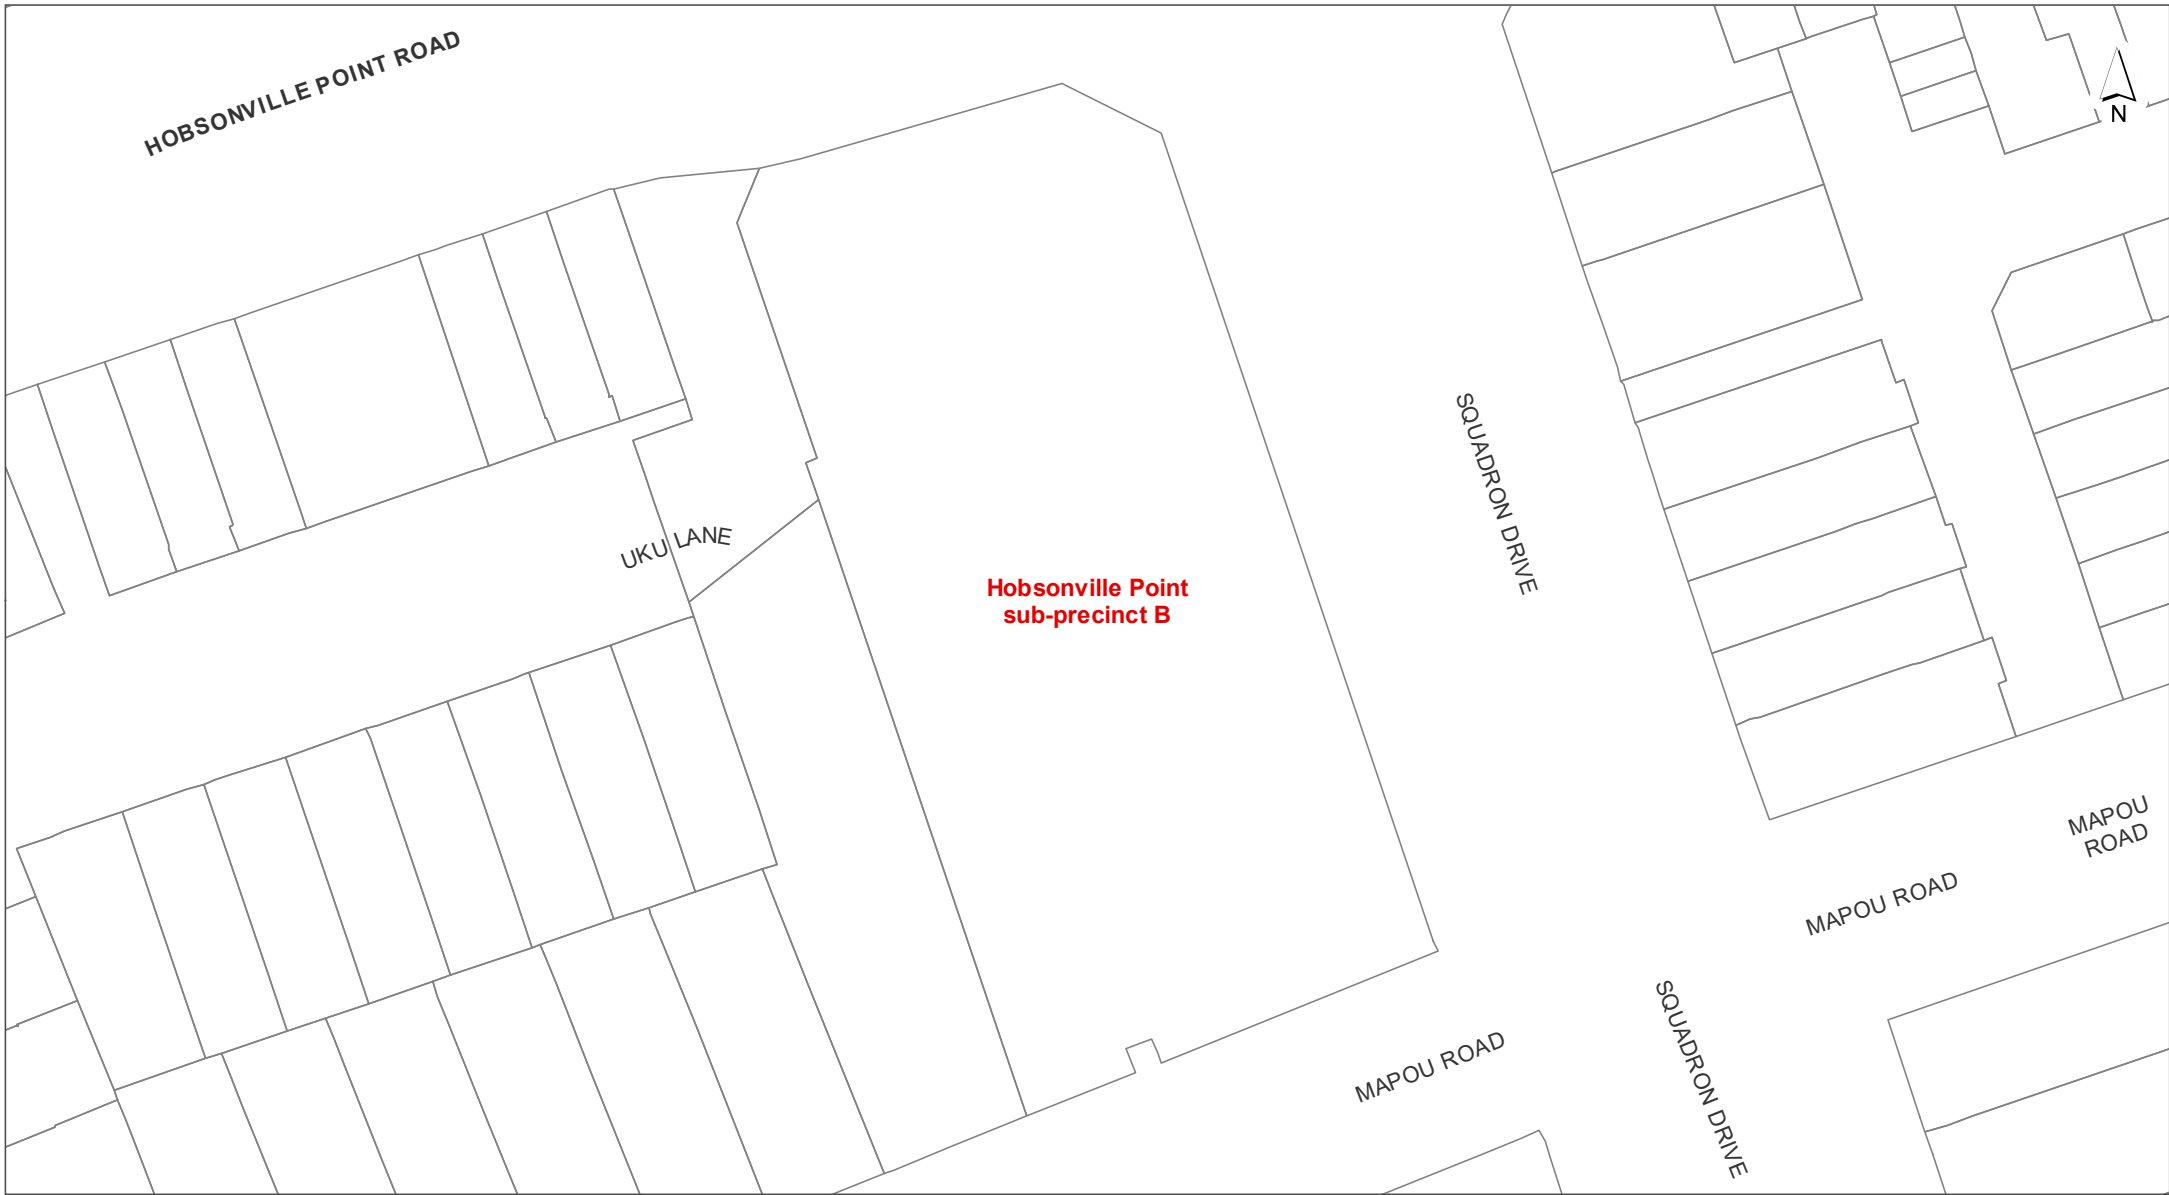 HOBSONVILLE POINT ROAD
N
SQUADRON DRIVE
UKU LANE
Hobsonville Point
sub-precinct B
MAPOU
ROAD
MAPOU ROAD
MAPOU ROAD
SQUADRON DRIVE